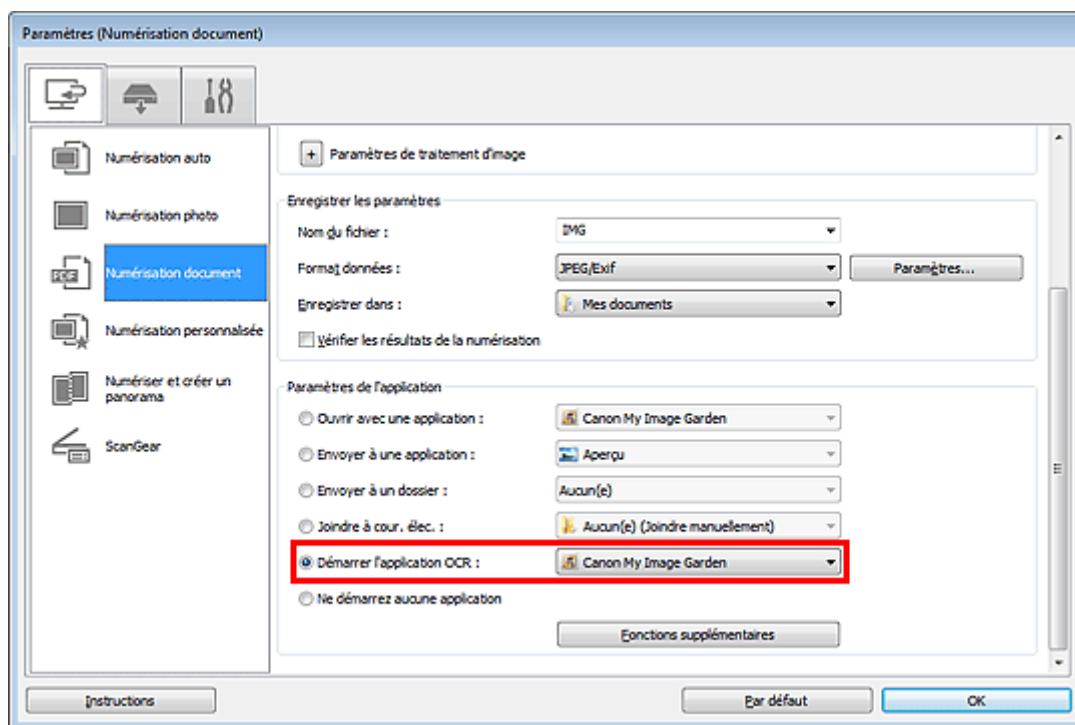 Paramètres (Numérisation document)
Numérisation auto
Numérisation photo
PDF
Numérisation document
Numérisation personnalisée
Numériser et créer un
panorama
ScanGear
+ Paramètres de traitement d'image
Enregistrer les paramètres
Nom du fichier : IMG
Format données : JPEG/Exif Paramètres...
Enregistrer dans : Mes documents
Vérifier les résultats de la numérisation
Paramètres de l'application
Ouvrir avec une application : Canon My Image Garden
Envoyer à une application : Aperçu
Envoyer à un dossier : Aucun(e)
Joindre à cour. élec. : Aucun(e) (Joindre manuellement)
Démarrer l'application OCR : Canon My Image Garden
Ne démarrez aucune application
Fonctions supplémentaires
Instructions Par défaut OK